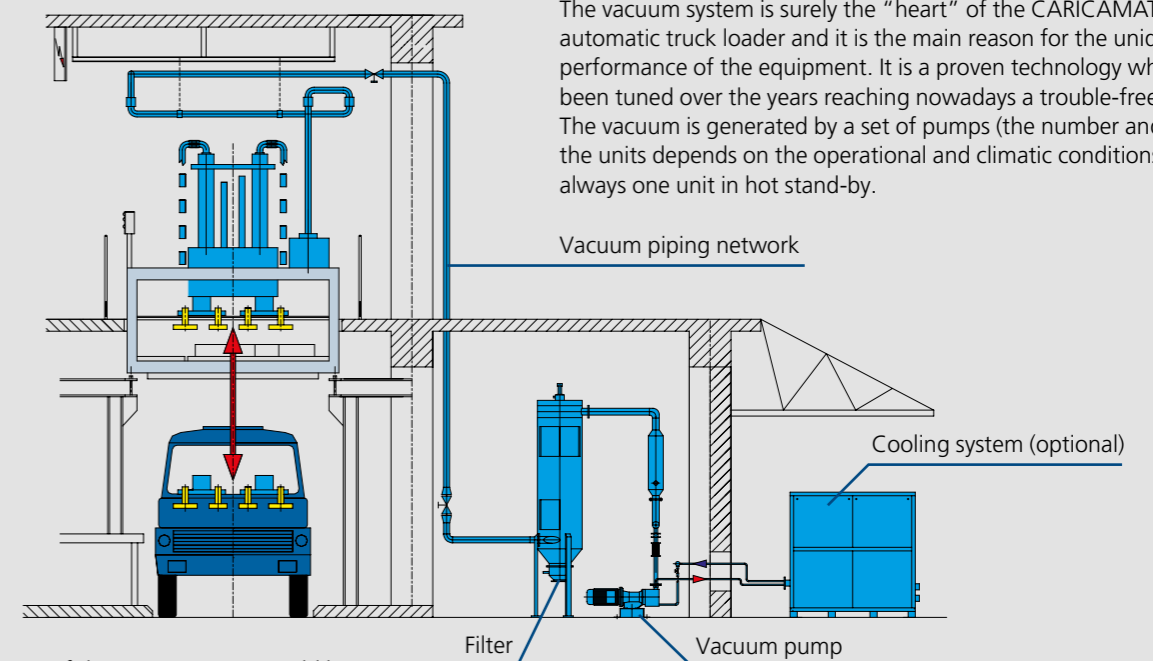 The vacuum system is surely the “heart” of the CARICAMAT
automatic truck loader and it is the main reason for the
performance of the equipment. It is a proven technology
been tuned over the years reaching nowadays a trouble-free
The vacuum is generated by a set of pumps (the number and
the units depends on the operational and climatic conditions
always one unit in hot stand-by.
Vacuum piping network
Cooling system (optional)
Filter
Vacuum pump